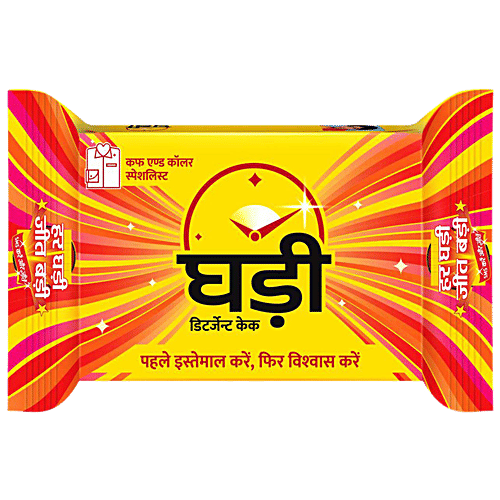 कफ एण्ड कॉलर
स्पेशलिस्ट
घड़ी
डिटर्जेन्ट केक
पहले इस्तेमाल करें, फिर विश्वास करें
हर घड़ी
जीत बड़ी
हर घड़ी
जीत बड़ी